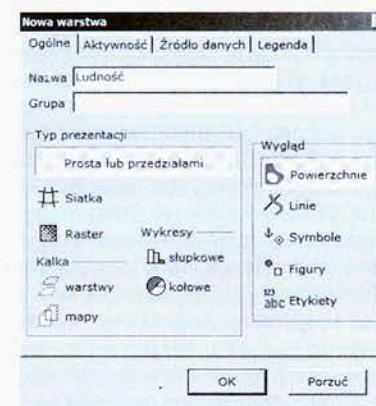 Nowa warstwa
Ogólne Aktywność Źródło danych Legenda
Nazwa Ludność
Grupa
Typ prezentacji
Prosta lub przedziałami
Siatka
Raster
Wykresy
słupkowe
kołowe
Kalka
warstwy
mapy
Wygląd
Powierzchnie
Linie
Symbole
Figury
123
abc Etykiety
OK Porzuć